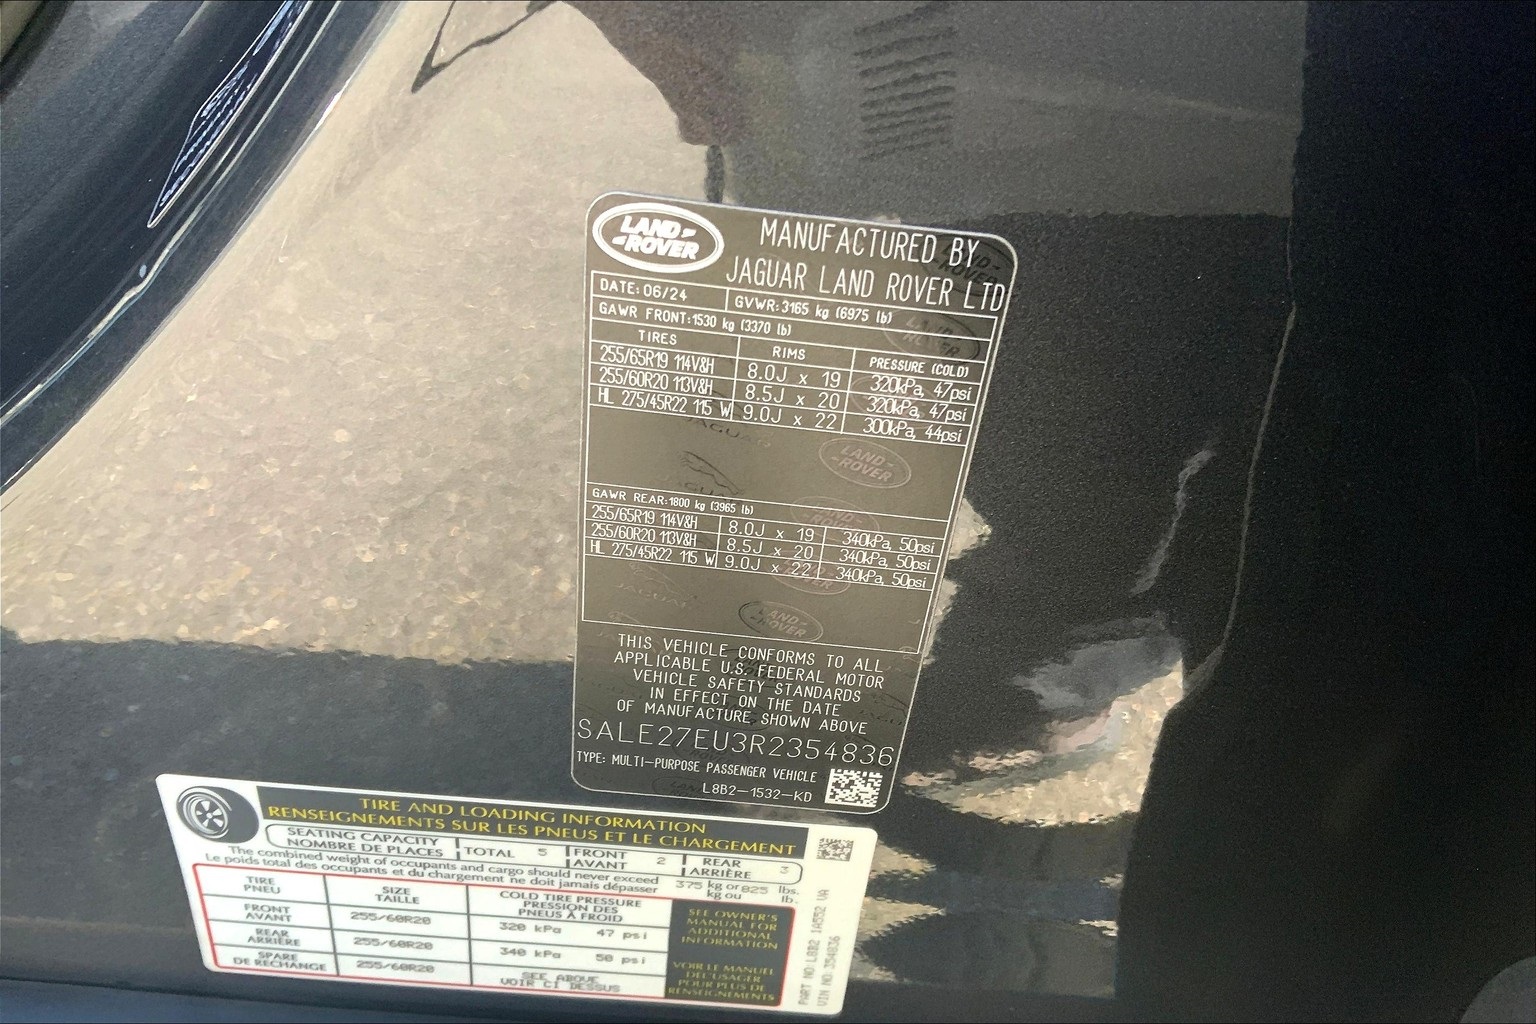 LAND
ROVER
MANUFACTURED BY
JAGUAR LAND ROVER LTD
DATE: 06/24 GVWR: 3165 kg (6975 lb)
GAWR FRONT: 1530 kg (3370 lb)
TIRES RIMS PRESSURE (COLD)
255/65R19 114V&H 8.0J x 19 320kPa, 47psi
255/60R20 113V&H 8.5J x 20 320kPa, 47psi
HL 275/45R22 115 W 9.0J x 22 300kPa, 44psi
GAWR REAR: 1800 kg (3965 lb)
255/65R19 114V&H 8.0J x 19 340kPa, 50psi
255/60R20 113V&H 8.5J x 20 340kPa, 50psi
HL 275/45R22 115 W 9.0J x 22 340kPa, 50psi
THIS VEHICLE CONFORMS TO ALL
APPLICABLE U.S. FEDERAL MOTOR
VEHICLE SAFETY STANDARDS
IN EFFECT ON THE DATE
OF MANUFACTURE SHOWN ABOVE
SALE27EU3R2354836
TYPE: MULTI-PURPOSE PASSENGER VEHICLE
L8B2-1532-KD
TIRE AND LOADING INFORMATION
RENSEIGNEMENTS SUR LES PNEUS ET LE CHARGEMENT
SEATING CAPACITY
NOMBRE DE PLACES
TOTAL 5
FRONT
AVANT
2
REAR
ARRIÈRE
3
The combined weight of occupants and cargo should never exceed
Le poids total des occupants et du chargement ne doit jamais dépasser
375 kg or 825 lbs.
kg ou lb.
TIRE
PNEU
SIZE
TAILLE
COLD TIRE PRESSURE
PRESSION DES
PNEUS À FROID
FRONT
AVANT
255/60R20
320 kPa 47 psi
REAR
ARRIÈRE
255/60R20
340 kPa 50 psi
SPARE
DE RECHANGE
255/60R20
SEE ABOVE
VOIR CI DESSUS
SEE OWNER'S
MANUAL FOR
ADDITIONAL
INFORMATION
VOIR LE MANUEL
DE L'USAGER
POUR PLUS DE
RENSEIGNEMENTS
PART NO L8B2 1A552 VA
VIN NO 354836